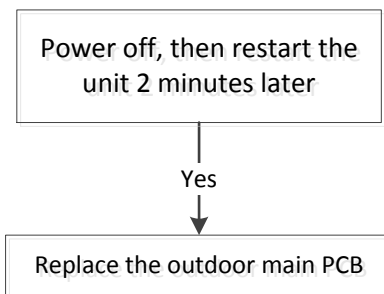 Power off, then restart the
unit 2 minutes later
Yes
Replace the outdoor main PCB